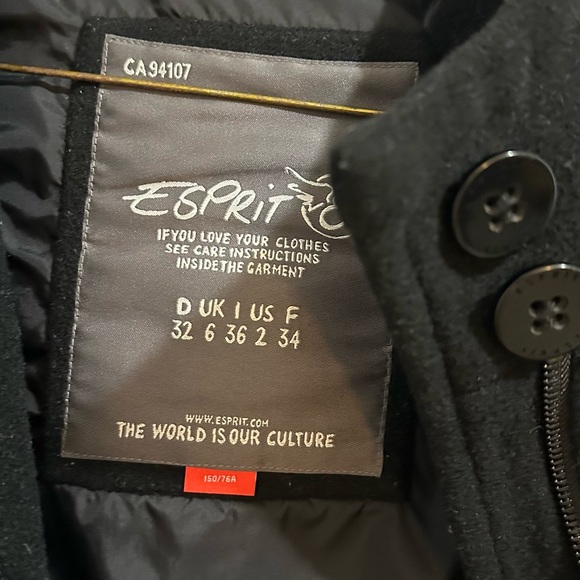 CA94107
ESPRIT
IF YOU LOVE YOUR CLOTHES
SEE CARE INSTRUCTIONS
INSIDE THE GARMENT
D UK I US F
32 6 36 2 34
WWW.ESPRIT.COM
THE WORLD IS OUR CULTURE
150/76A